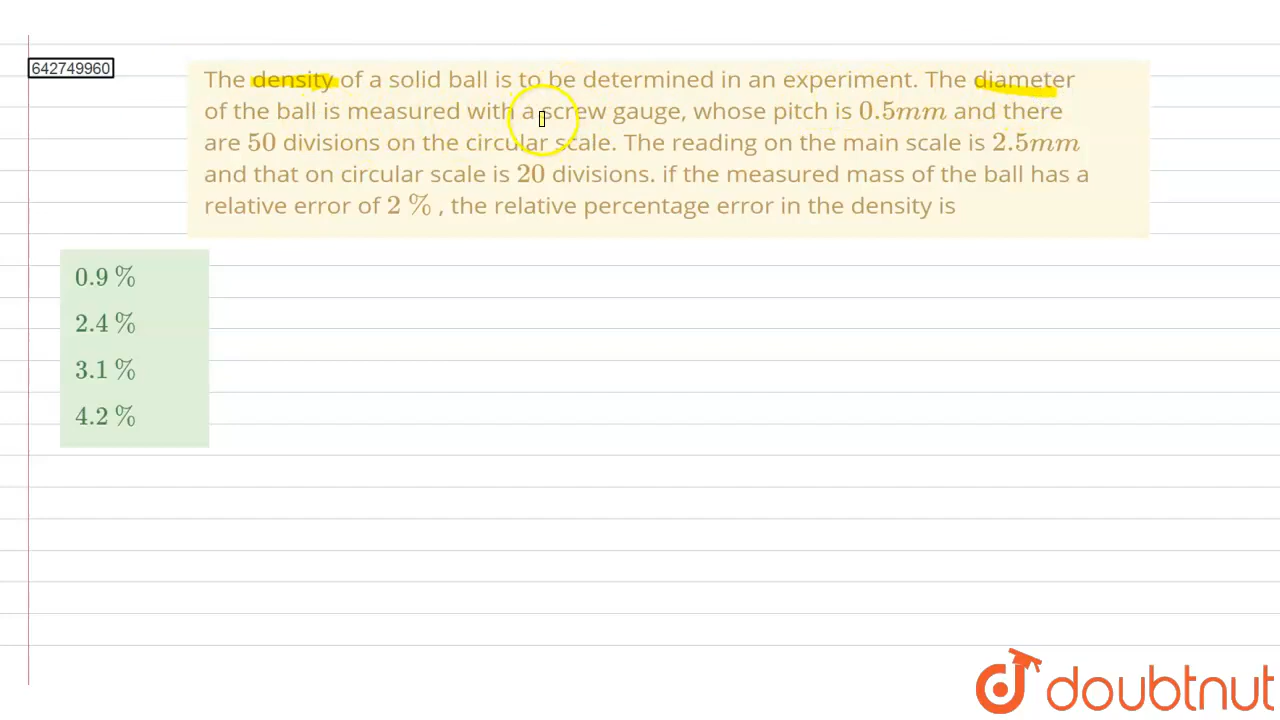 642749960
The density of a solid ball is to be determined in an experiment. The diameter
of the ball is measured with a screw gauge, whose pitch is 0.5mm and there
are 50 divisions on the circular scale. The reading on the main scale is 2.5mm
and that on circular scale is 20 divisions. if the measured mass of the ball has a
relative error of 2 % , the relative percentage error in the density is
0.9 %
2.4 %
3.1 %
4.2 %
doubtnut